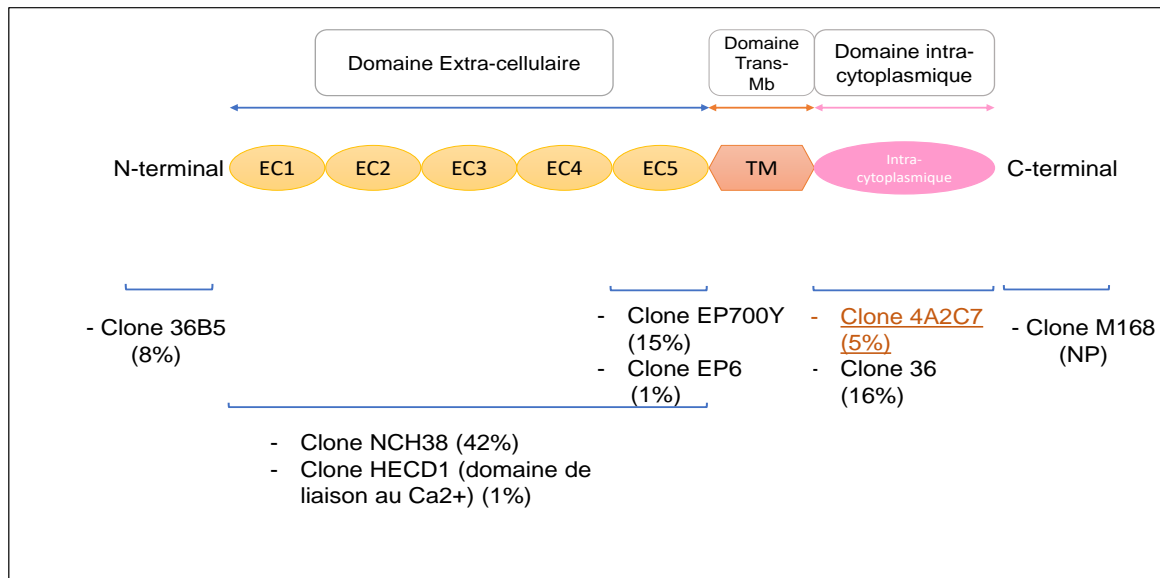 Domaine Extra-cellulaire
Domaine
Trans-
Mb
Domaine intra-
cytoplasmique
N-terminal
EC1
EC2
EC3
EC4
EC5
TM
Intra-
cytoplasmique
C-terminal
- Clone 36B5
(8%)
- Clone EP700Y
(15%)
- Clone EP6
(1%)
- Clone 4A2C7
(5%)
- Clone 36
(16%)
- Clone M168
(NP)
- Clone NCH38 (42%)
- Clone HECD1 (domaine de
liaison au Ca2+) (1%)